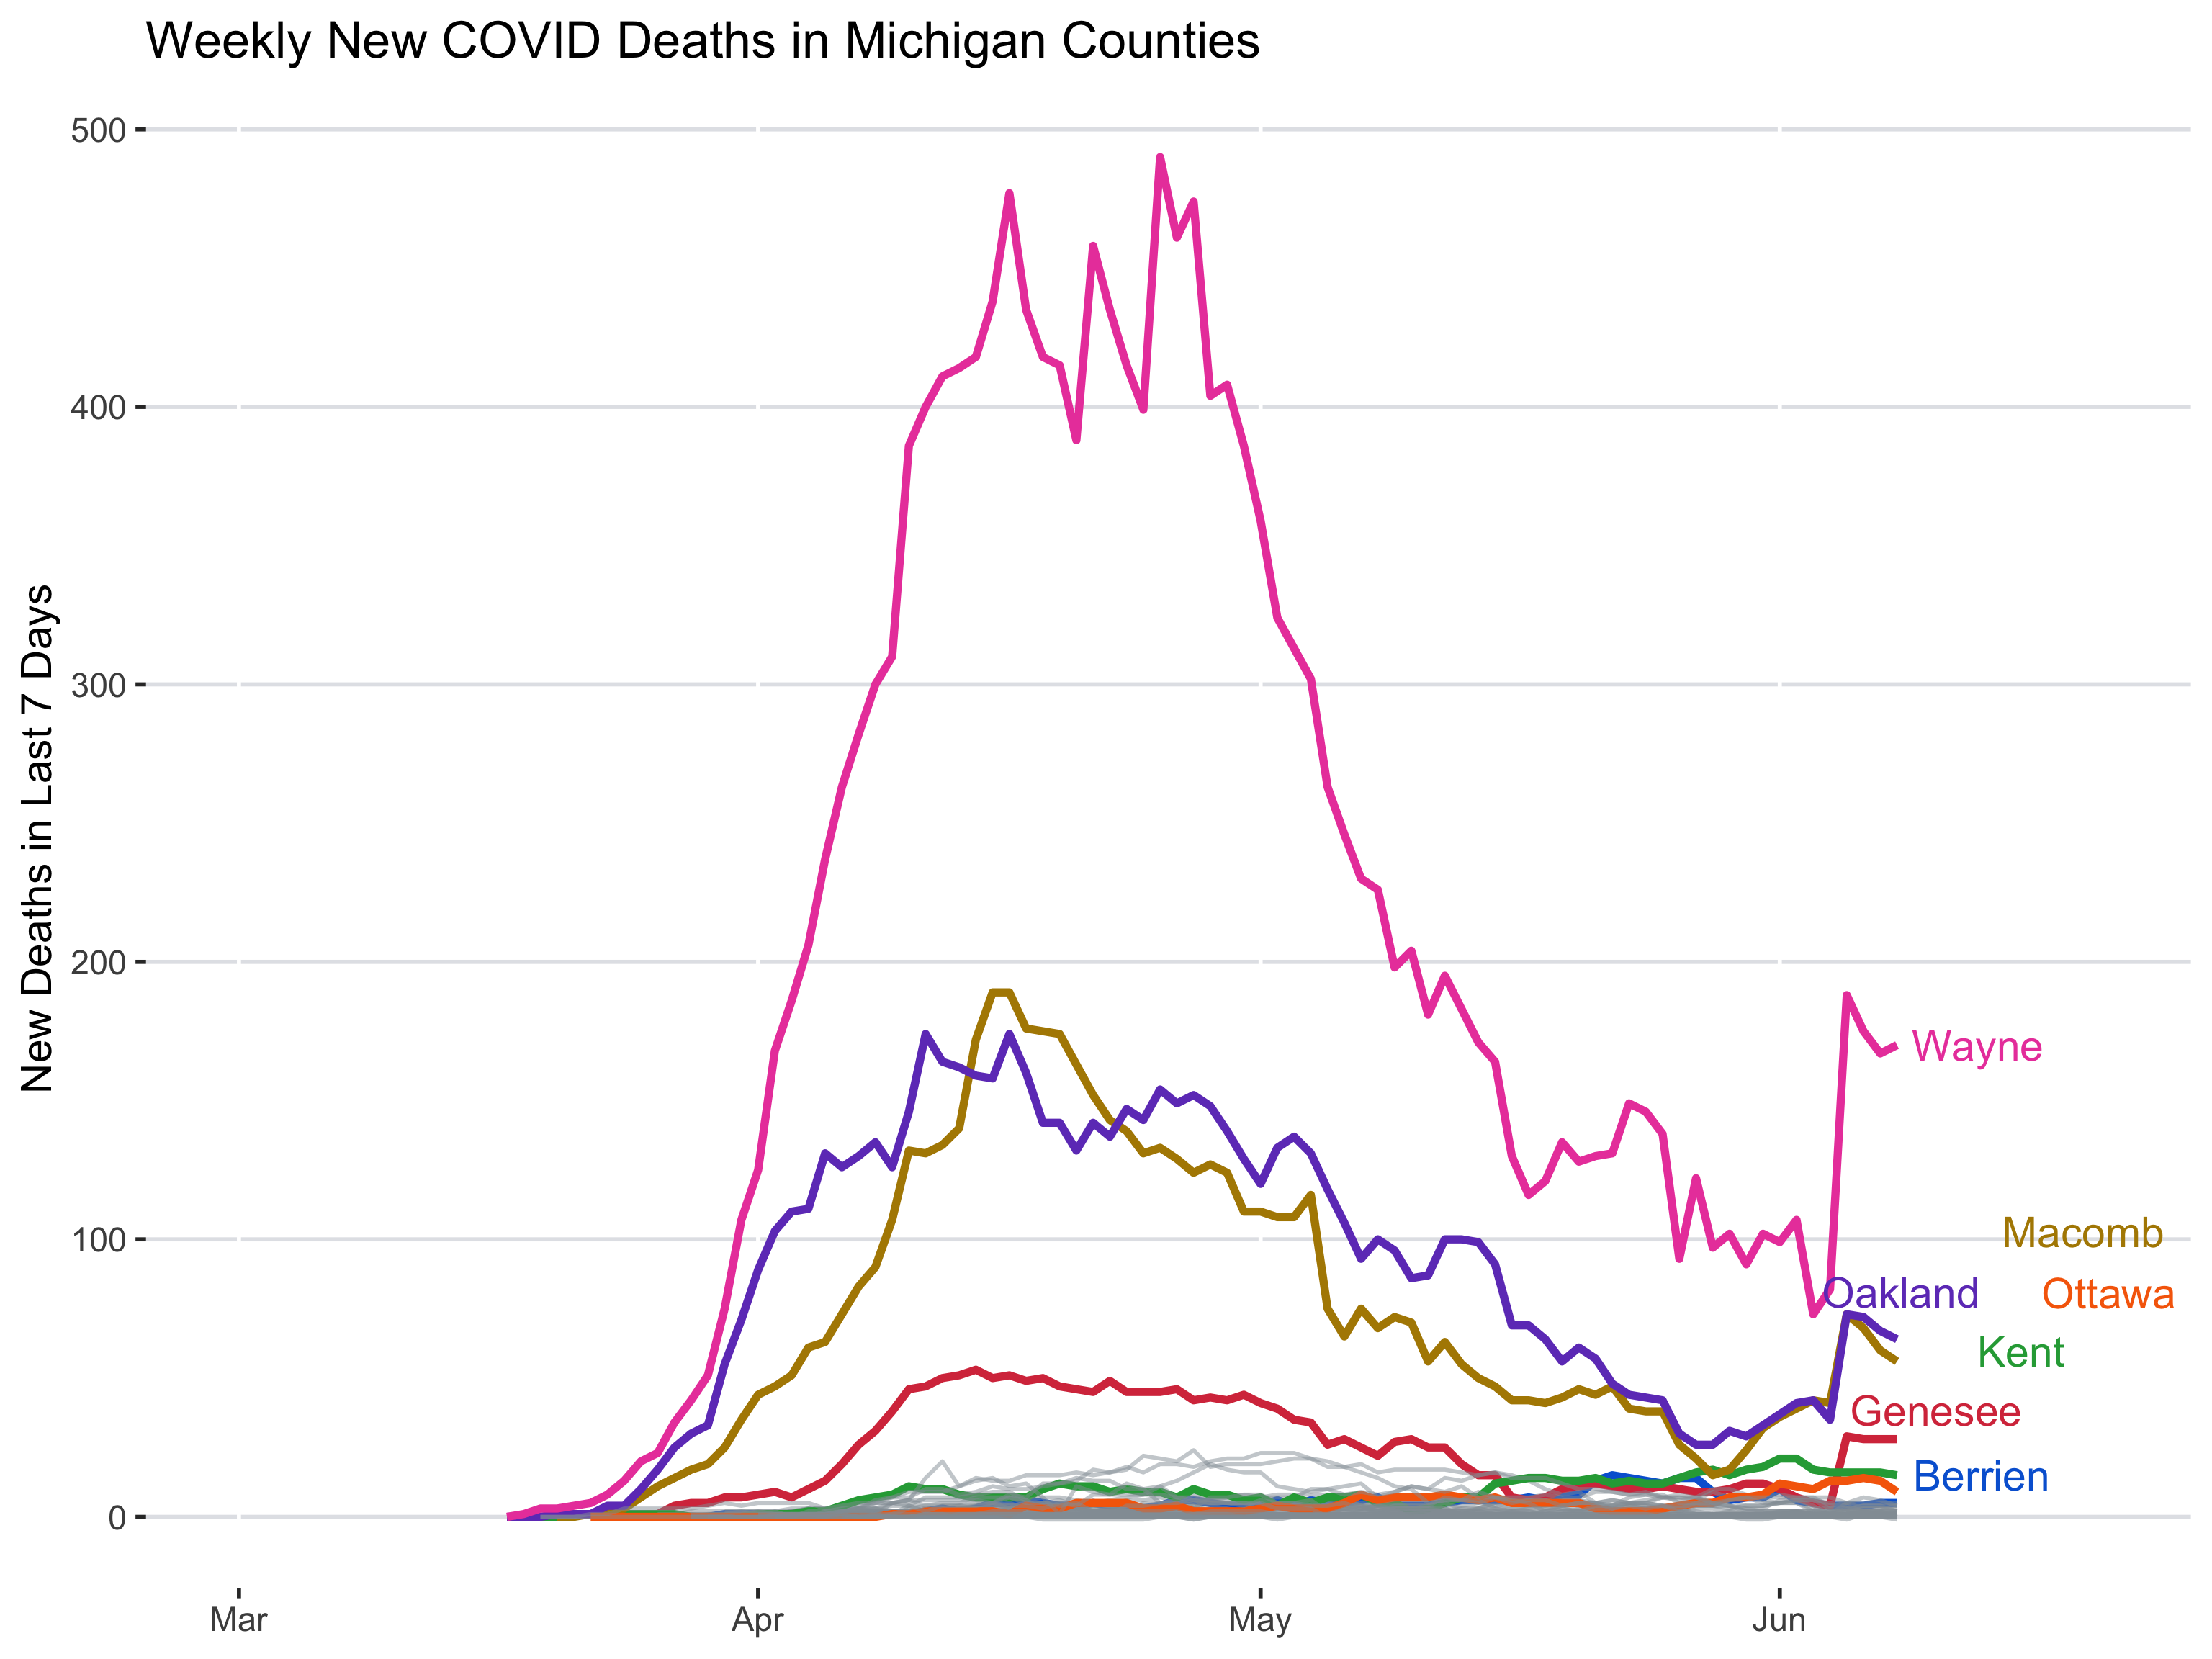 Weekly New COVID Deaths in Michigan Counties
New Deaths in Last 7 Days
500
400
300
200
100
0
Mar
Apr
May
Jun
Wayne
Macomb
Oakland
Ottawa
Kent
Genesee
Berrien